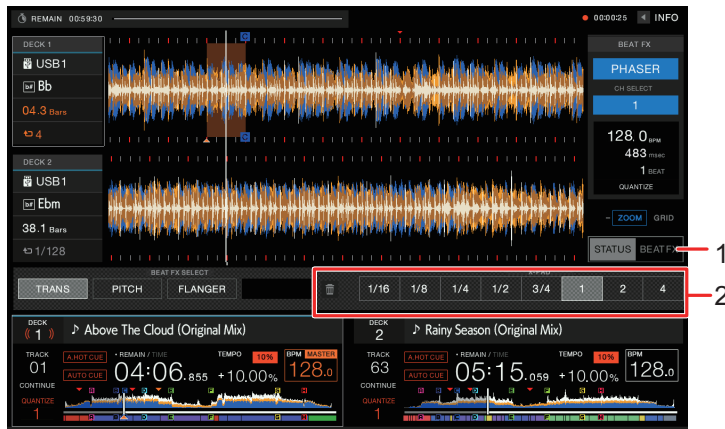 REMAIN 00:59:30
00:00:25 INFO
DECK 1
USB1
Bb
04.3 Bars
4
C
C
DECK 2
USB1
Ebm
38.1 Bars
1/128
BEAT FX
PHASER
CH SELECT
1
128.0 BPM
483 msec
1 BEAT
QUANTIZE
- ZOOM GRID
STATUS BEAT FX
1
BEAT FX SELECT
TRANS PITCH FLANGER
X-PAD
1/16 1/8 1/4 1/2 3/4 1 2 4
2
DECK
1
Above The Cloud (Original Mix)
TRACK
01
CONTINUE
QUANTIZE
1
A.HOT CUE
AUTO CUE
REMAIN / TIME
04:06.855
TEMPO 10%
+10.00%
BPM MASTER
128.0
A B C D E F G H
A D E F G H
DECK
2
Rainy Season (Original Mix)
TRACK
63
CONTINUE
QUANTIZE
1
A.HOT CUE
AUTO CUE
REMAIN / TIME
05:15.059
TEMPO 10%
+10.00%
BPM
128.0